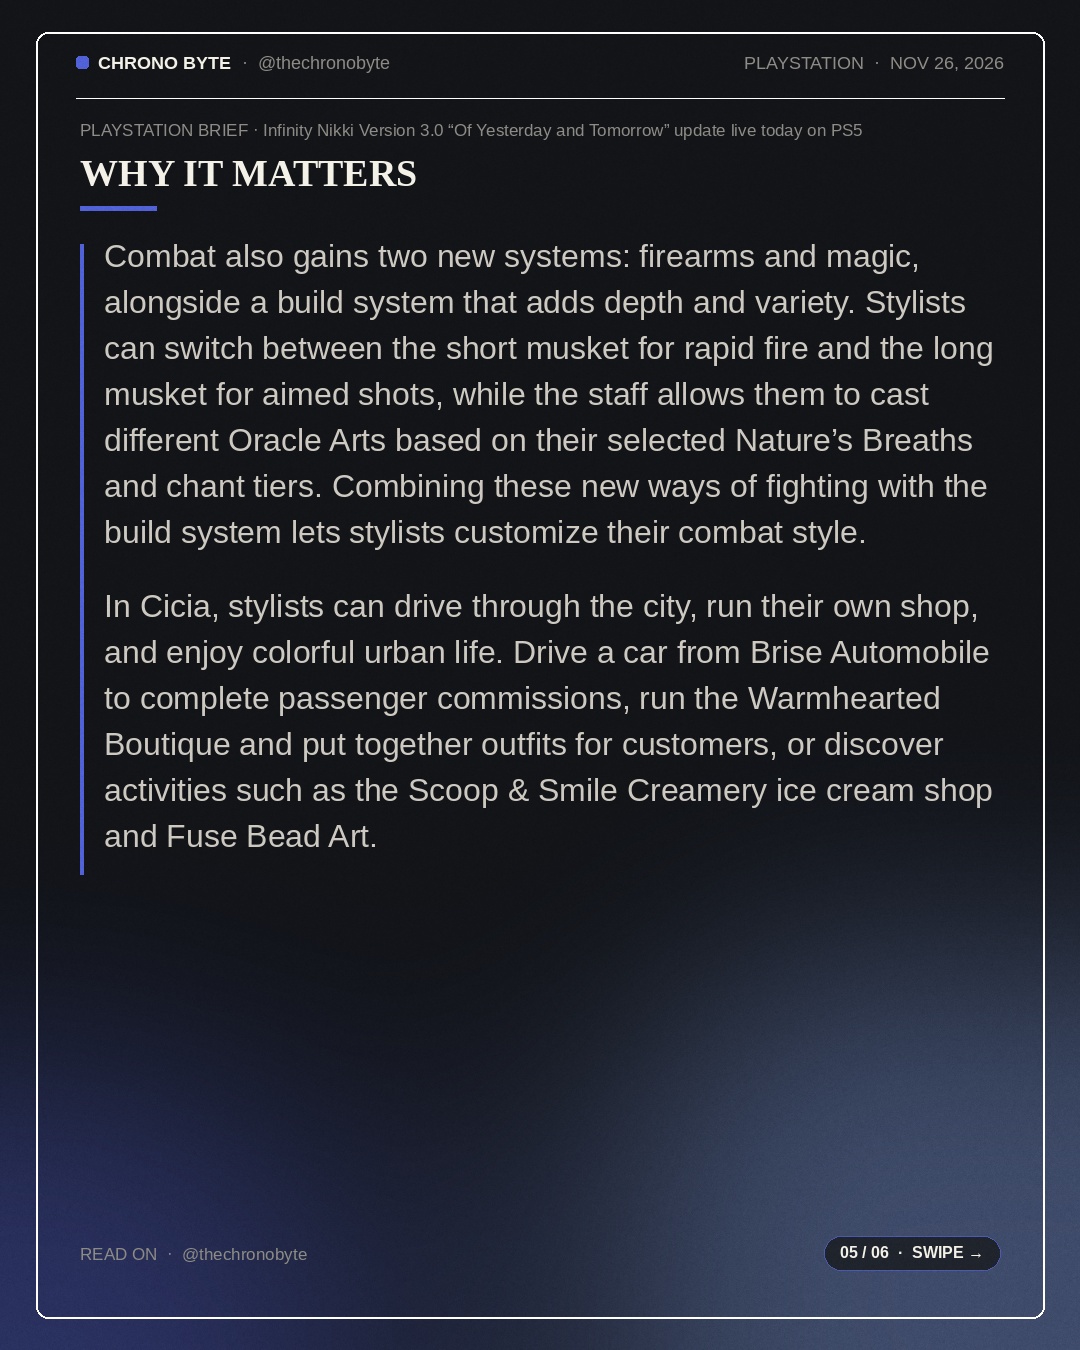 CHRONO BYTE · @thechronobyte
PLAYSTATION · NOV 26, 2026
PLAYSTATION BRIEF · Infinity Nikki Version 3.0 “Of Yesterday and Tomorrow” update live today on PS5
WHY IT MATTERS
Combat also gains two new systems: firearms and magic,
alongside a build system that adds depth and variety. Stylists
can switch between the short musket for rapid fire and the long
musket for aimed shots, while the staff allows them to cast
different Oracle Arts based on their selected Nature’s Breaths
and chant tiers. Combining these new ways of fighting with the
build system lets stylists customize their combat style.
In Cicia, stylists can drive through the city, run their own shop,
and enjoy colorful urban life. Drive a car from Brise Automobile
to complete passenger commissions, run the Warmhearted
Boutique and put together outfits for customers, or discover
activities such as the Scoop & Smile Creamery ice cream shop
and Fuse Bead Art.
READ ON · @thechronobyte
05 / 06 · SWIPE →